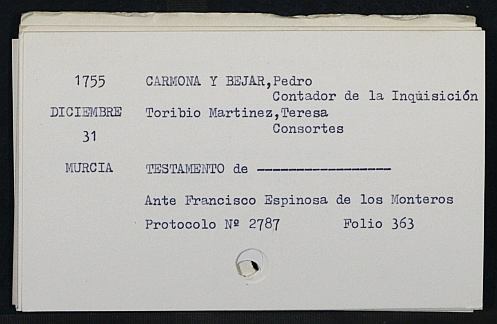 1755 CARMONA Y BEJAR,Pedro
Contador de la Inqúisición
DICIEMBRE Toribio Martinez,Teresa
31 Consortes
MURCIA TESTAMENTO de -----------------
Ante Francisco Espinosa de los Monteros
Protocolo Nº 2787 Folio 363